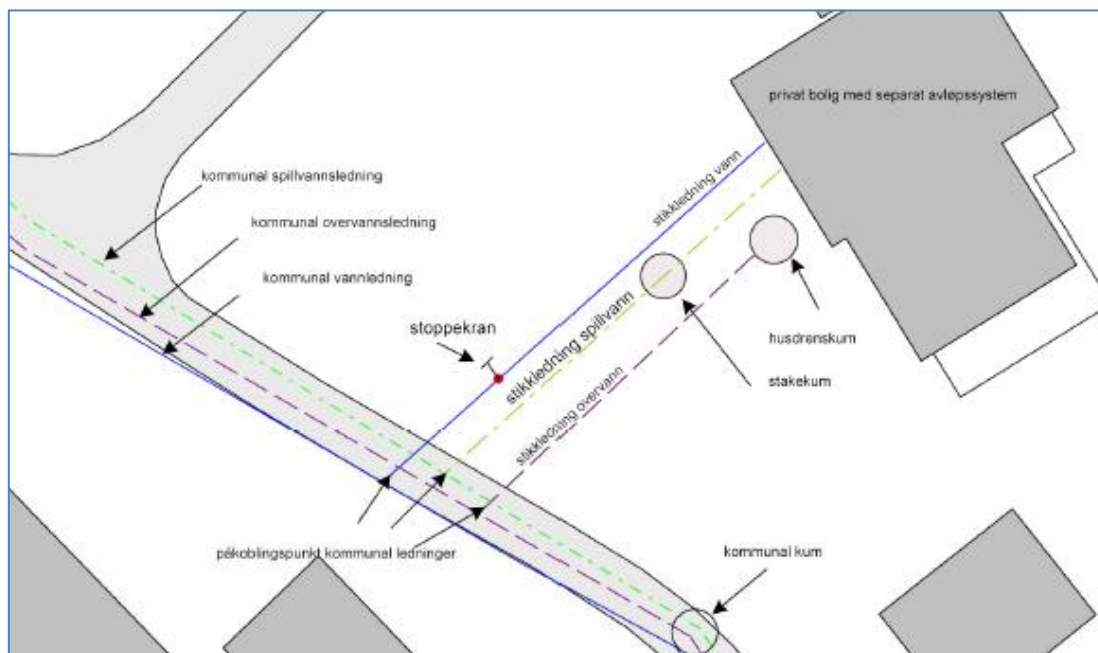 privat bolig med separat avløpssystem
kommunal spillvannsledning
stikkledning vann
kommunal overvannsledning
kommunal vannledning
stoppekran
stikkledning spillvann
husdrenskum
stakekum
stikkledning overvann
påkoblingspunkt kommunal ledninger
kommunal kum